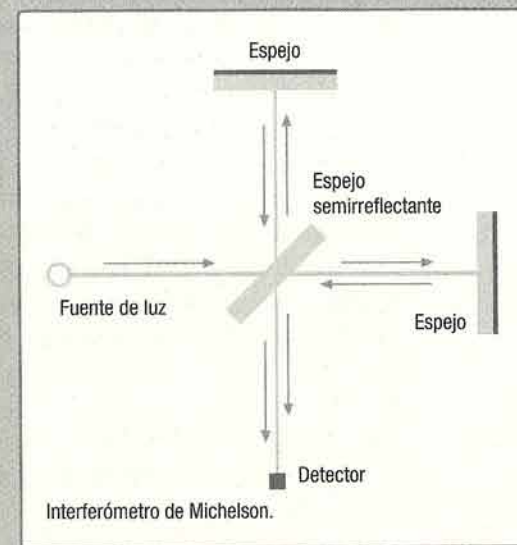 Espejo
Espejo
semirreflectante
Fuente de luz
Espejo
Detector
Interferómetro de Michelson.